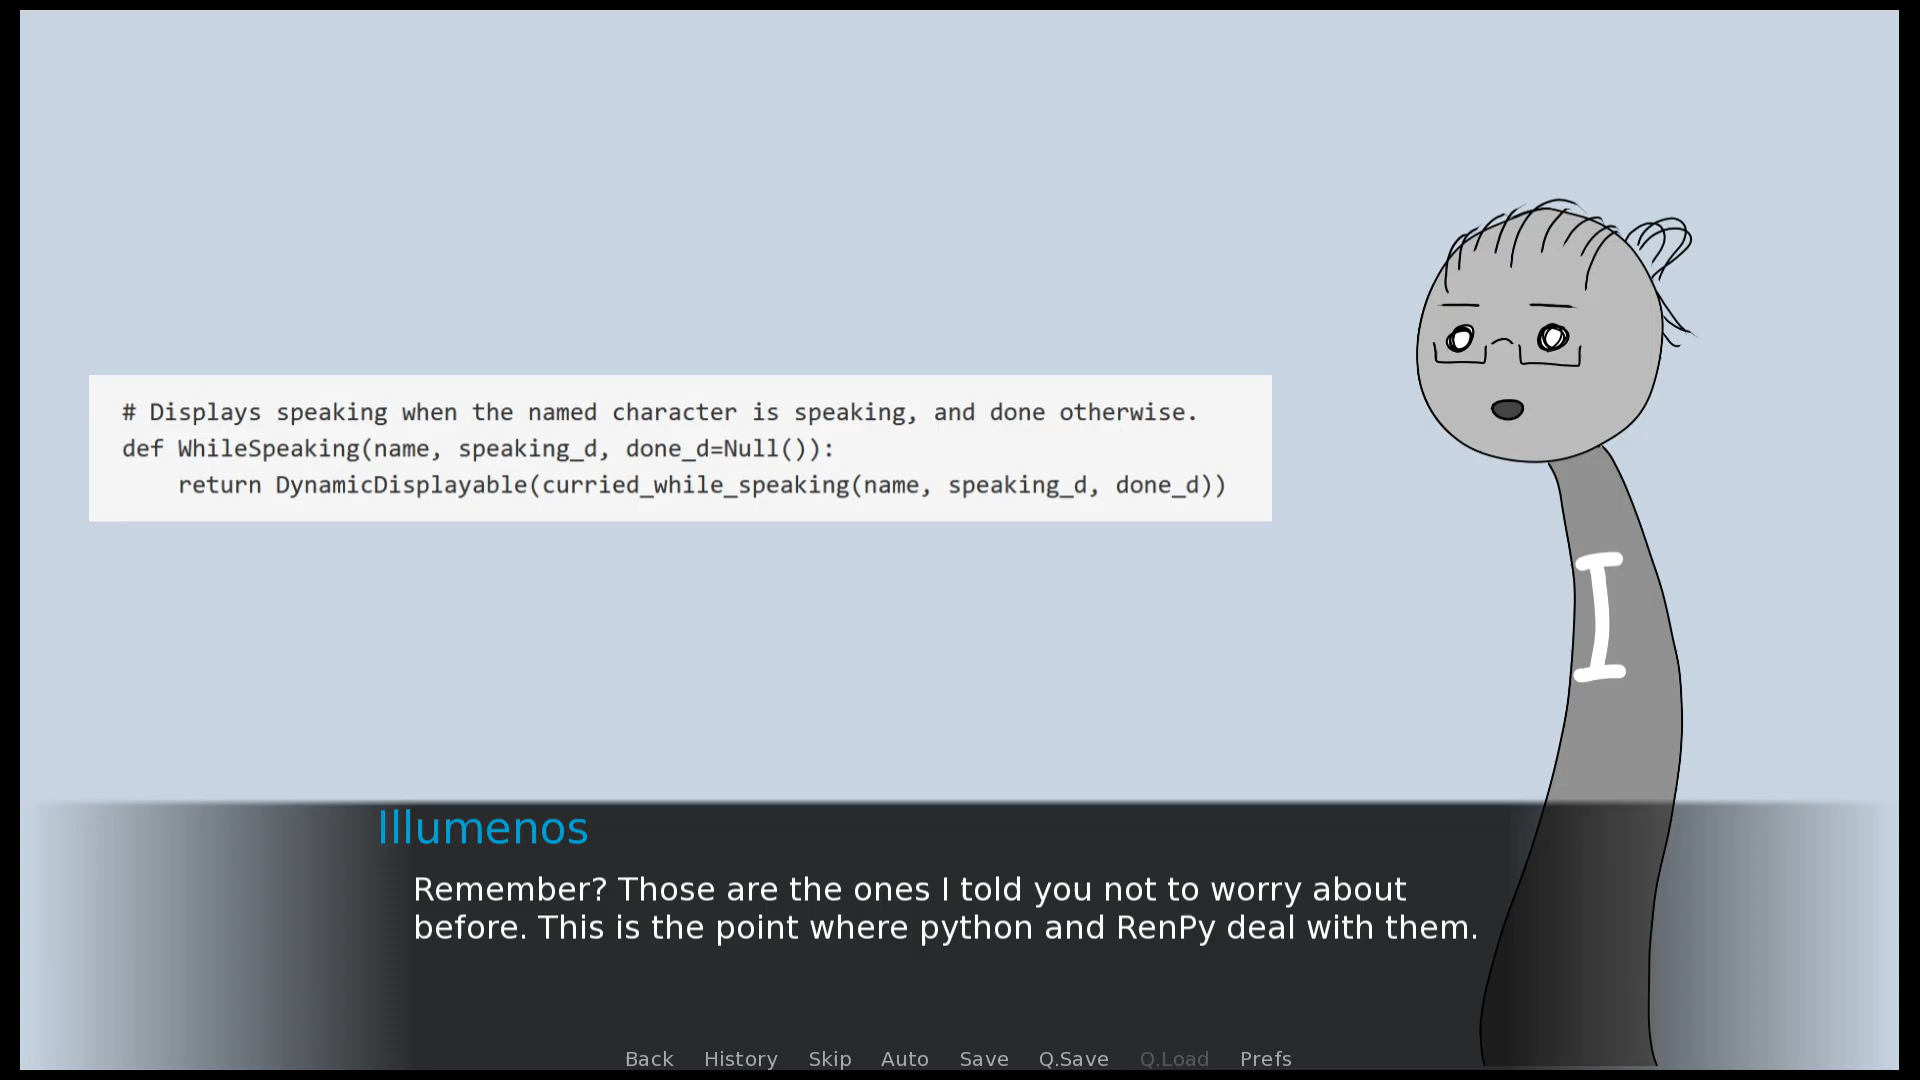 # Displays speaking when the named character is speaking, and done otherwise.
def WhileSpeaking(name, speaking_d, done_d=Null()):
    return DynamicDisplayable(curried_while_speaking(name, speaking_d, done_d))
I
Illumenos
Remember? Those are the ones I told you not to worry about
before. This is the point where python and RenPy deal with them.
Back History Skip Auto Save Q.Save Q.Load Prefs